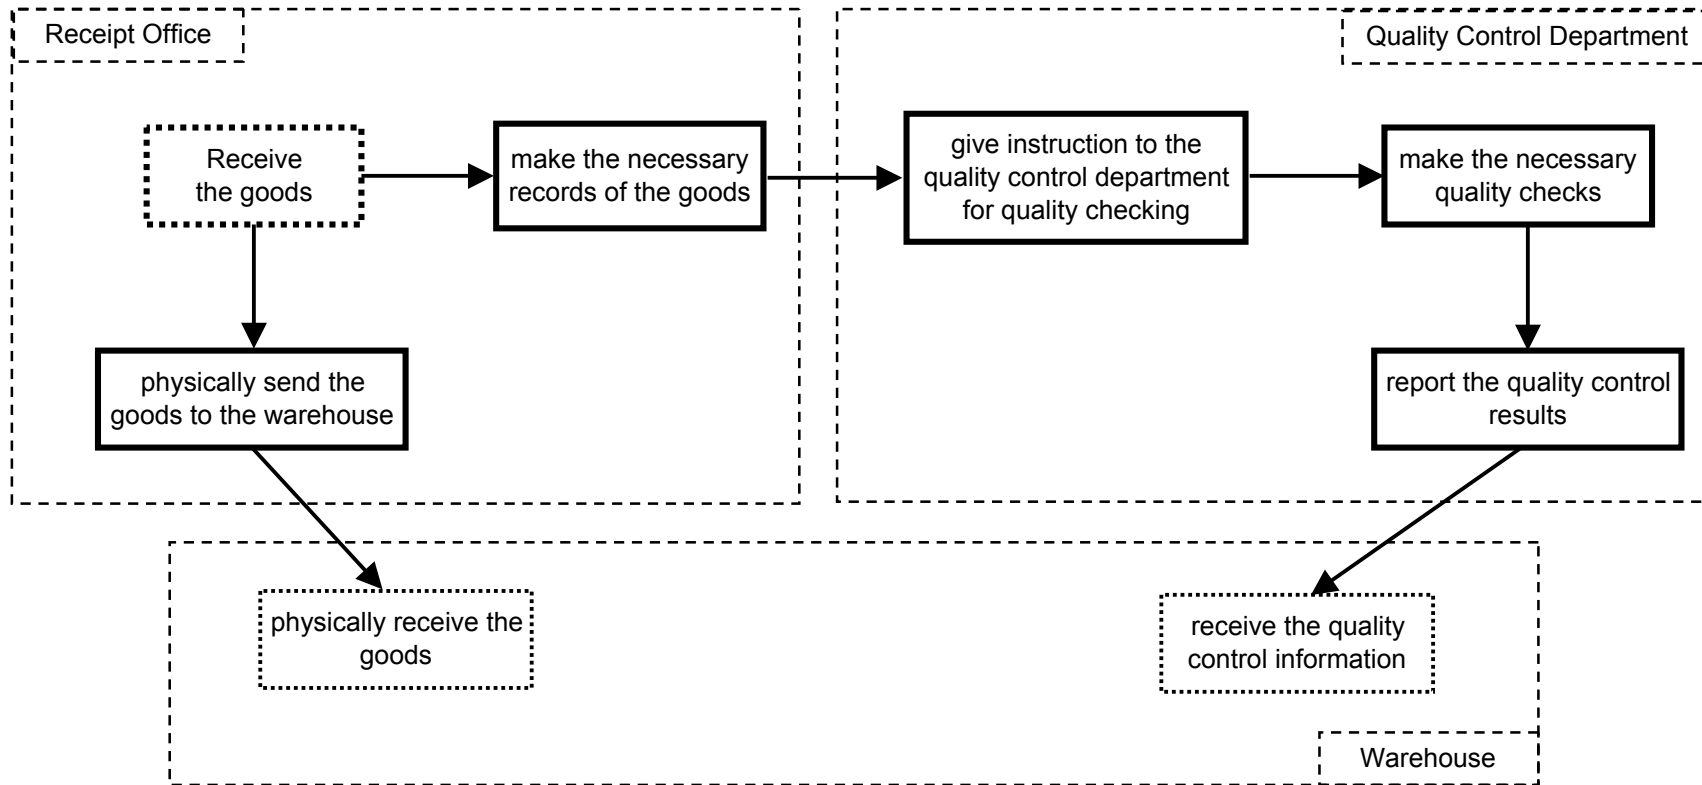 Receipt Office
Quality Control Department
Receive
the goods
make the necessary
records of the goods
give instruction to the
quality control department
for quality checking
make the necessary
quality checks
physically send the
goods to the warehouse
report the quality control
results
physically receive the
goods
receive the quality
control information
Warehouse